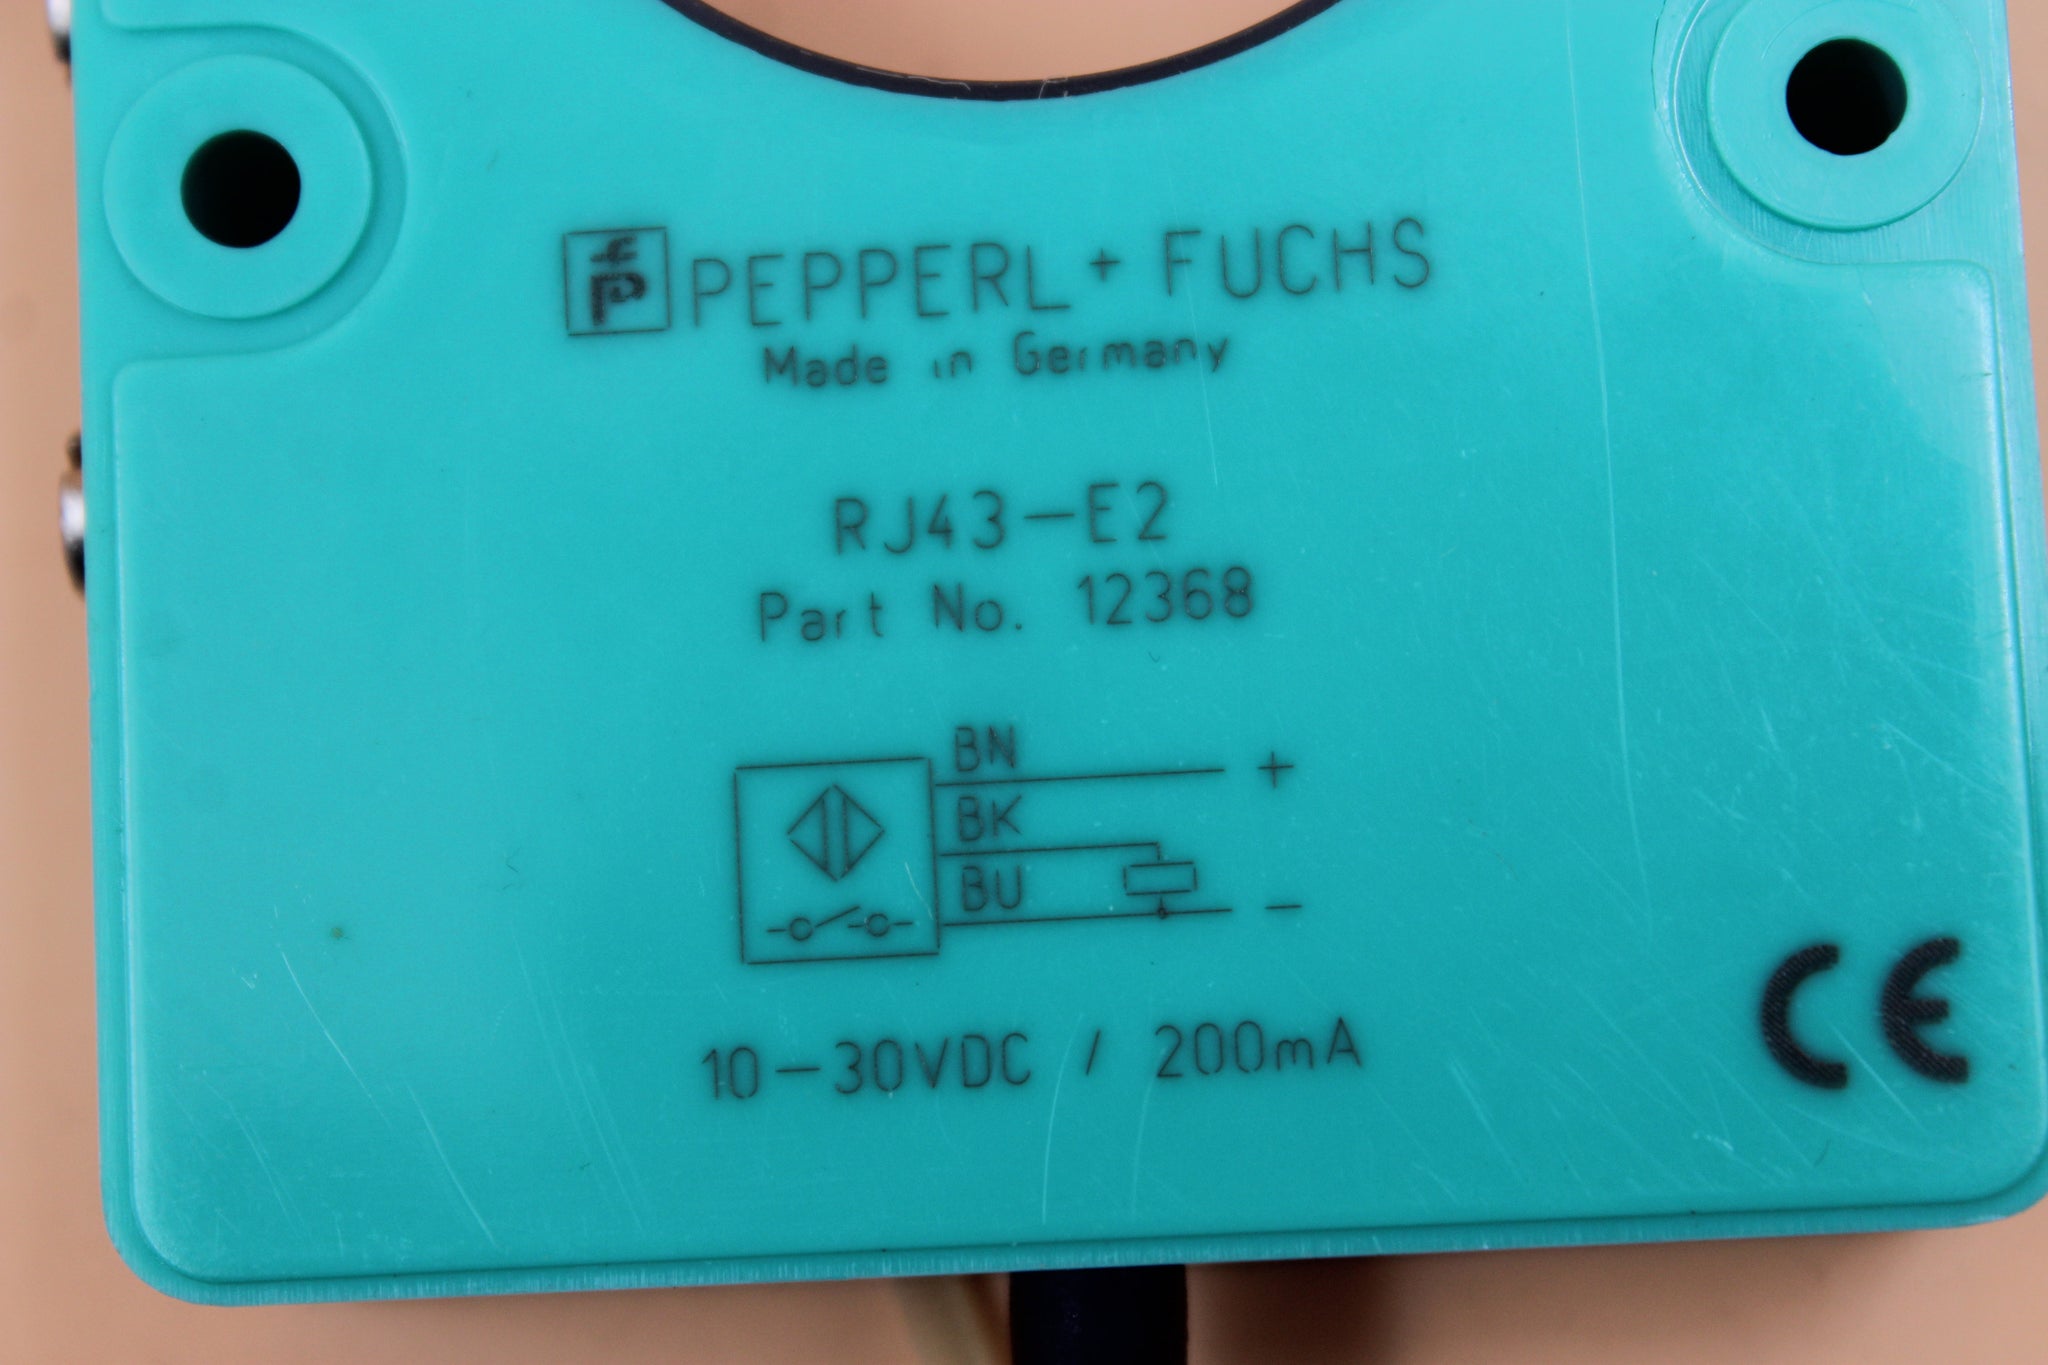 PEPPERL + FUCHS
Made in Germany
RJ43-E2
Part No. 12368
BN +
BK
BU -
10-30VDC / 200mA
CE